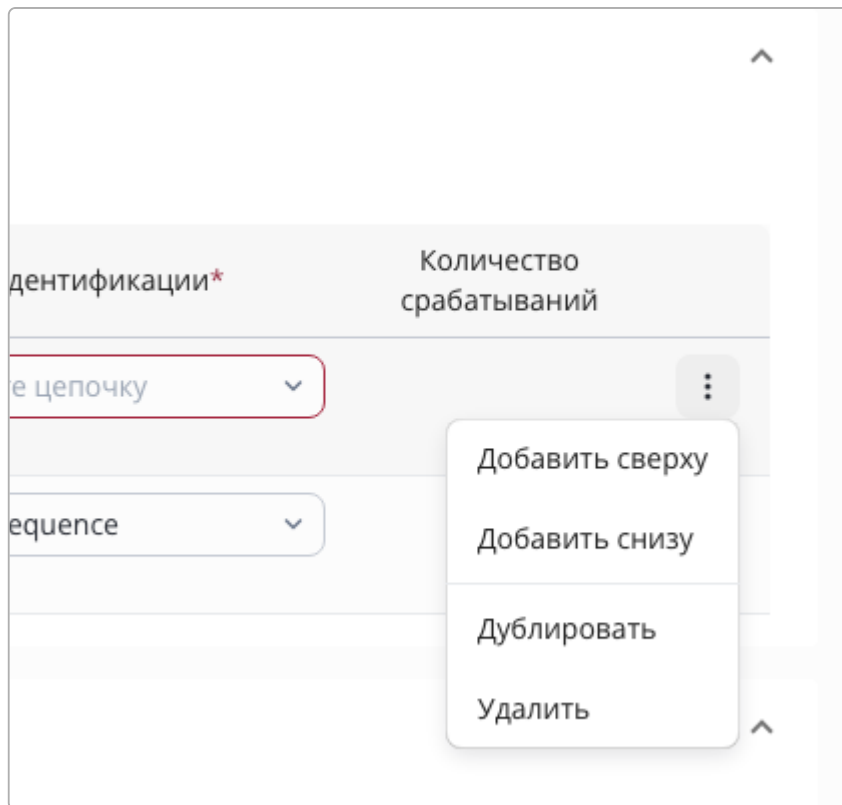 дентификации*
Количество
срабатываний
е цепочку
equence
Добавить сверху
Добавить снизу
Дублировать
Удалить